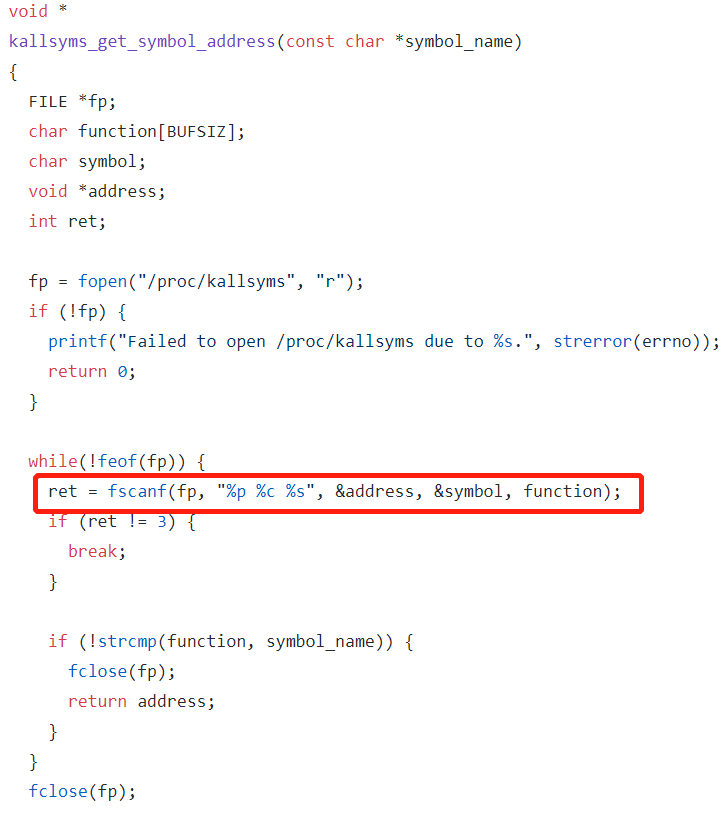 void *
kallsyms_get_symbol_address(const char *symbol_name)
{
  FILE *fp;
  char function[BUFSIZ];
  char symbol;
  void *address;
  int ret;

  fp = fopen("/proc/kallsyms", "r");
  if (!fp) {
    printf("Failed to open /proc/kallsyms due to %s.", strerror(errno));
    return 0;
  }

  while(!feof(fp)) {
    ret = fscanf(fp, "%p %c %s", &address, &symbol, function);
    if (ret != 3) {
      break;
    }

    if (!strcmp(function, symbol_name)) {
      fclose(fp);
      return address;
    }
  }
  fclose(fp);